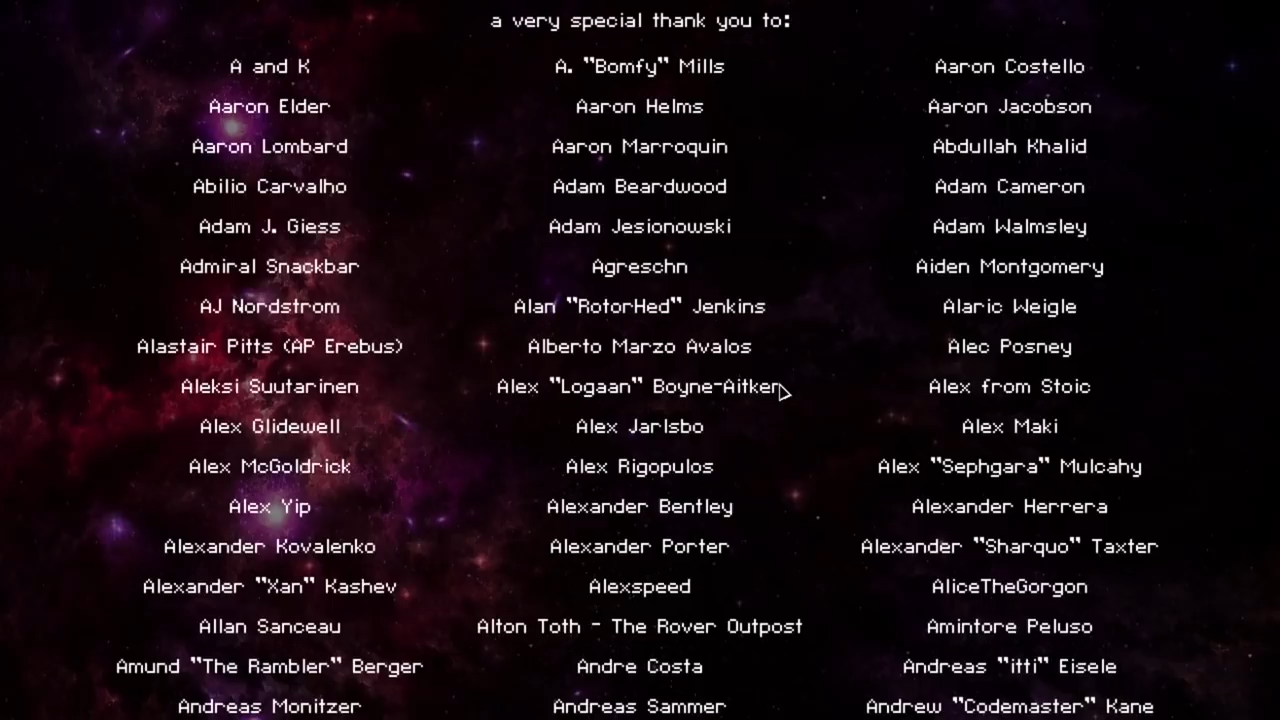 a very special thank you to:
A and K A. "Bomfy" Mills Aaron Costello
Aaron Elder Aaron Helms Aaron Jacobson
Aaron Lombard Aaron Marroquin Abdullah Khalid
Abilio Carvalho Adam Beardwood Adam Cameron
Adam J. Giess Adam Jesionowski Adam Walmsley
Admiral Snackbar Agreschn Aiden Montgomery
AJ Nordstrom Alan "RotorHed" Jenkins Alaric Weigle
Alastair Pitts (AP Erebus) Alberto Marzo Avalos Alec Posney
Aleksi Suutarinen Alex "Logaan" Boyne-Aitken Alex from Stoic
Alex Glidewell Alex Jarlsbo Alex Maki
Alex McGoldrick Alex Rigopulos Alex "Sephgara" Mulcahy
Alex Yip Alexander Bentley Alexander Herrera
Alexander Kovalenko Alexander Porter Alexander "Sharquo" Taxter
Alexander "Xan" Kashev Alexspeed AliceTheGorgon
Allan Sanceau Alton Toth - The Rover Outpost Amintore Peluso
Amund "The Rambler" Berger Andre Costa Andreas "itti" Eisele
Andreas Monitzer Andreas Sammer Andrew "Codemaster" Kane